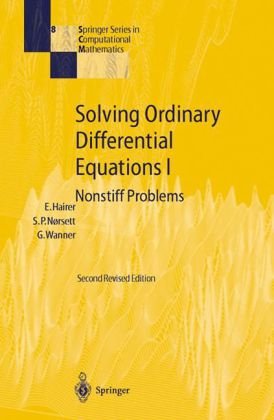 8
Springer Series in
Computational
Mathematics
Solving Ordinary
Differential
Equations I
Nonstiff Problems
E. Hairer
S. P. Nørsett
G. Wanner
Second Revised Edition
Springer